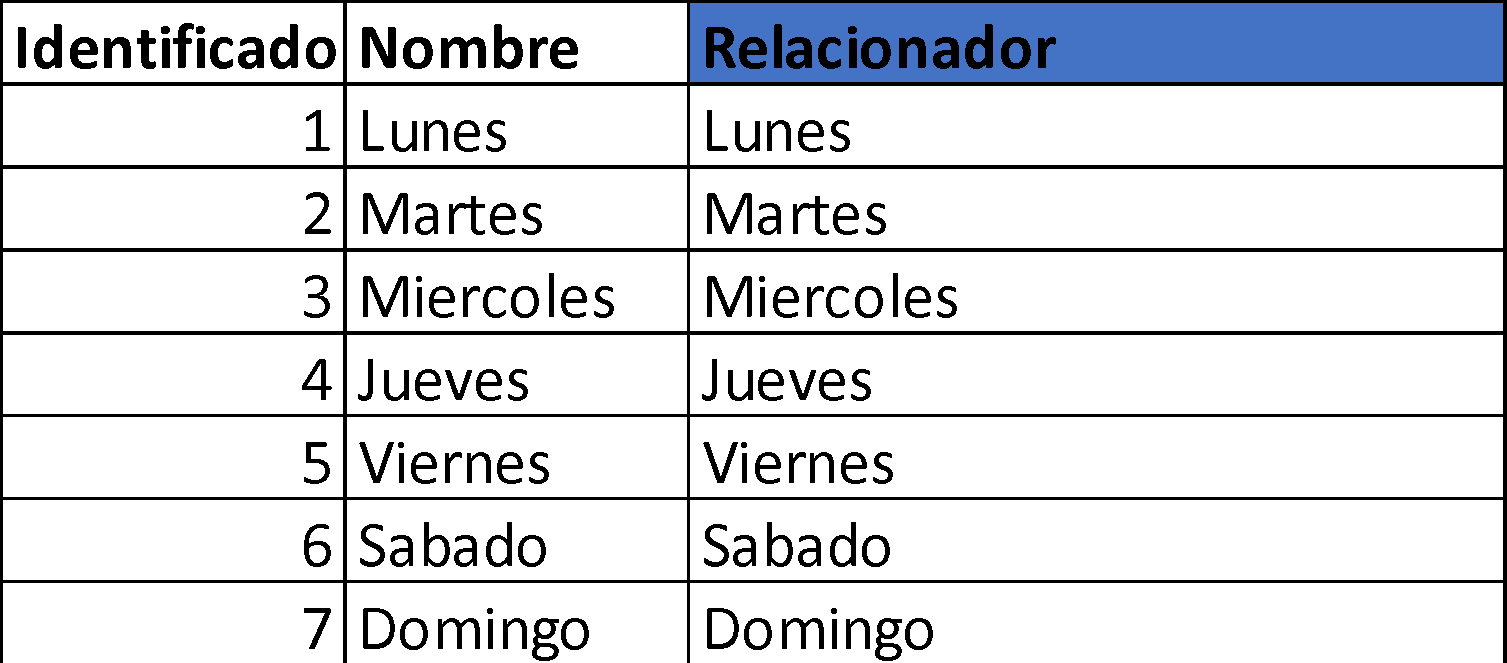 Identificado Nombre Relacionador
1 Lunes Lunes
2 Martes Martes
3 Miercoles Miercoles
4 Jueves Jueves
5 Viernes Viernes
6 Sabado Sabado
7 Domingo Domingo